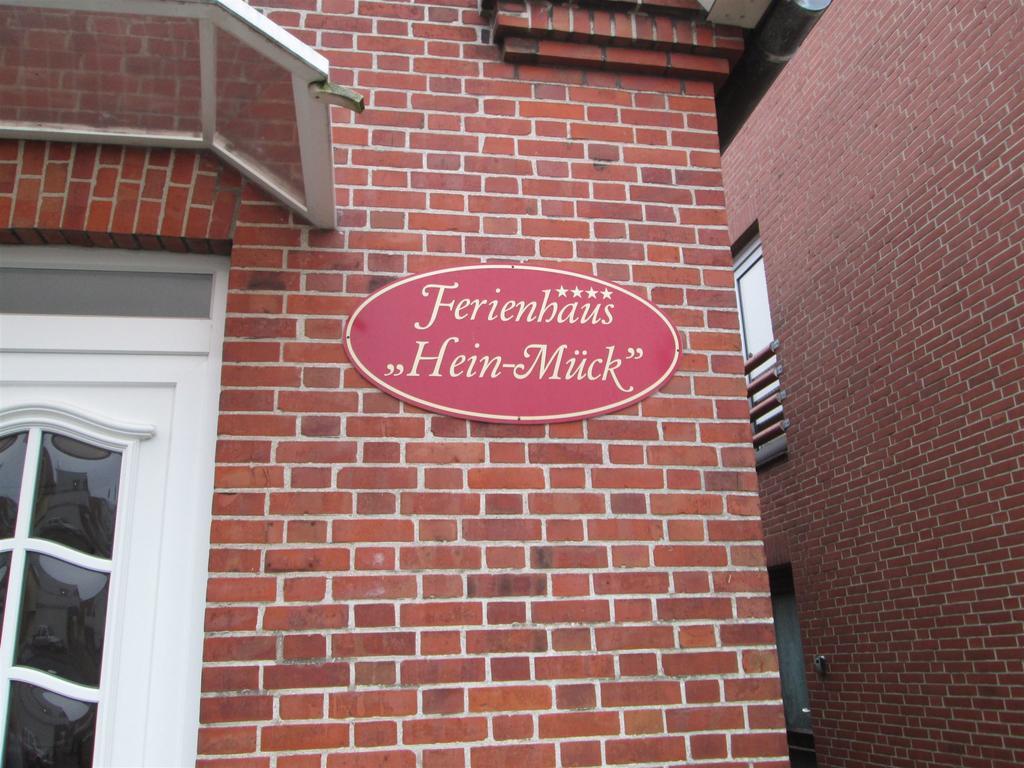 Ferienhaus ★★★★
„Hein-Mück”